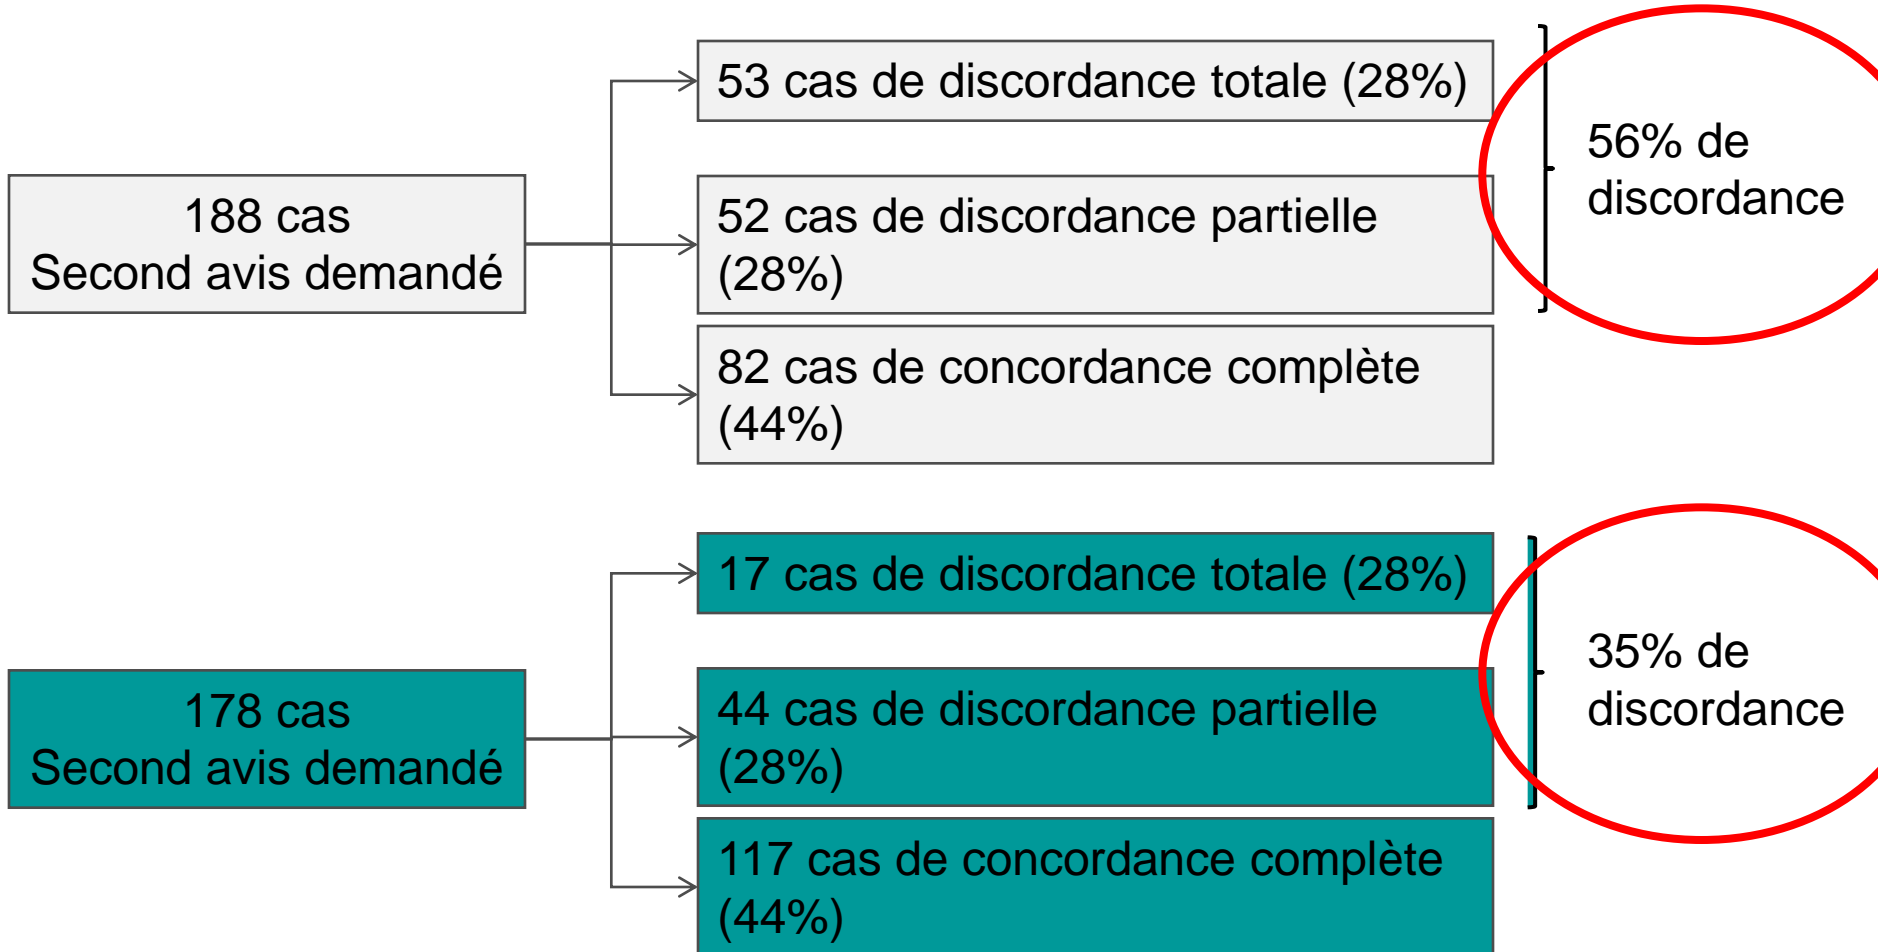 53 cas de discordance totale (28%)
56% de
discordance
188 cas
Second avis demandé
52 cas de discordance partielle
(28%)
82 cas de concordance complète
(44%)
17 cas de discordance totale (28%)
35% de
discordance
178 cas
Second avis demandé
44 cas de discordance partielle
(28%)
117 cas de concordance complète
(44%)